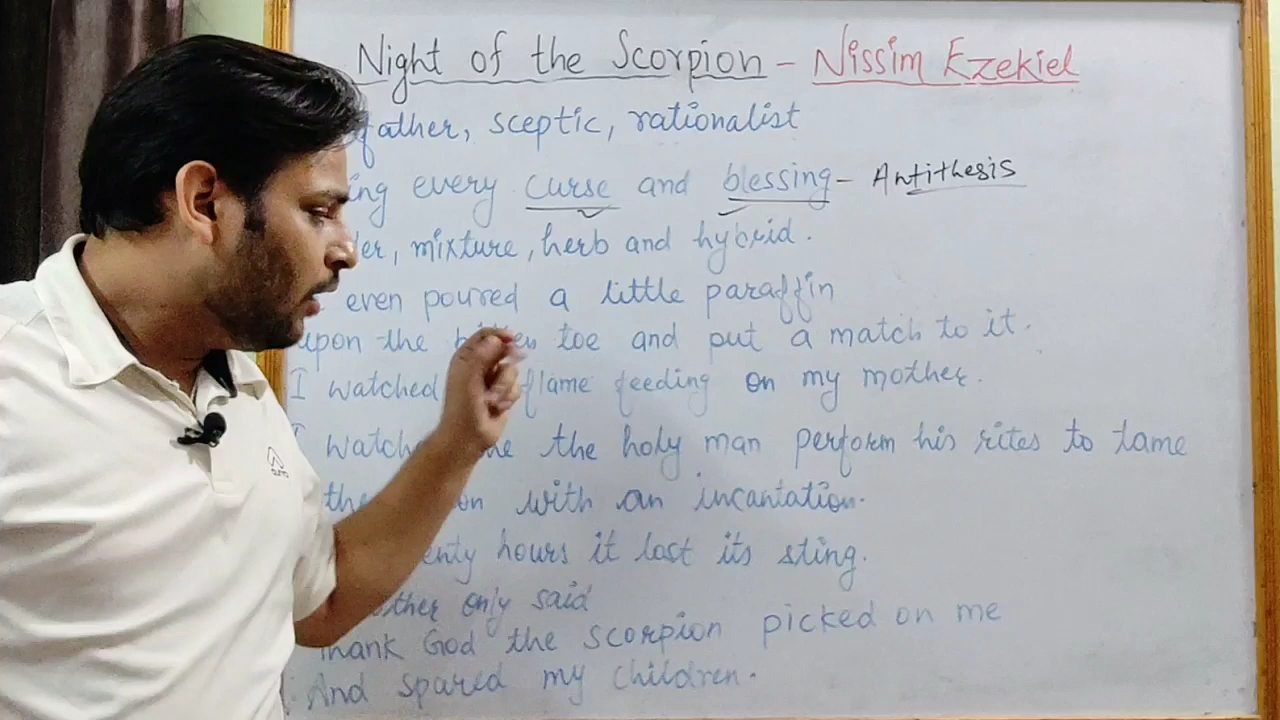 Night of the Scorpion - Nissim Ezekiel
father, sceptic, rationalist
ing every curse and blessing - Antithesis
der, mixture, herb and hybrid.
even poured a little paraffin
upon the toe and put a match to it.
I watched flame feeding on my mother.
I the holy man perform his rites to tame
with an incantation.
hours it lost its sting.
only said
Thank God the scorpion picked on me
And spared my children.